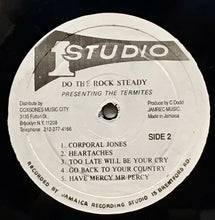 1 STUDIO
DO THE ROCK STEADY
PRESENTING THE TERMITES
Distribute by
COXSONES MUSIC CITY
3135 Fulton St.
Brooklyn N.Y. 11208
Telephone: 212-277-4166
Produce by C Dodd
JAMREC MUSIC
Made in Jamaica
SIDE 2
1. CORPORAL JONES
2. HEARTACHES
3. TOO LATE WILL BE YOUR CRY
4. GO BACK TO YOUR COUNTRY
5. HAVE MERCY MR PERCY
RECORDED BY JAMAICA RECORDING STUDIO 13 BRENTFORD RD.